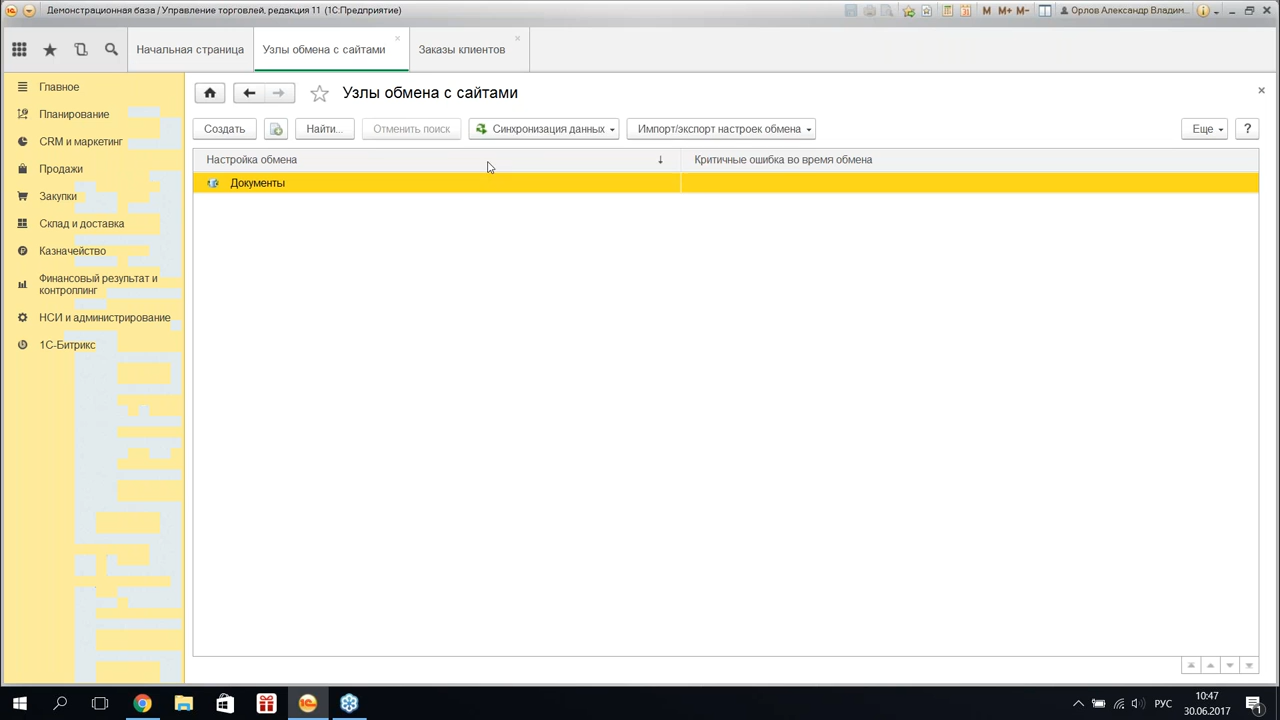 Демонстрационная база / Управление торговлей, редакция 11 (1С:Предприятие)
M M+ M-
Орлов Александр Владим...
Начальная страница
Узлы обмена с сайтами
Заказы клиентов
Главное
Планирование
CRM и маркетинг
Продажи
Закупки
Склад и доставка
Казначейство
Финансовый результат и
контроллинг
НСИ и администрирование
1С-Битрикс
Узлы обмена с сайтами
Создать
Найти...
Отменить поиск
Синхронизация данных
Импорт/экспорт настроек обмена
Еще
?
Настройка обмена
Критичные ошибка во время обмена
Документы
РУС
10:47
30.06.2017